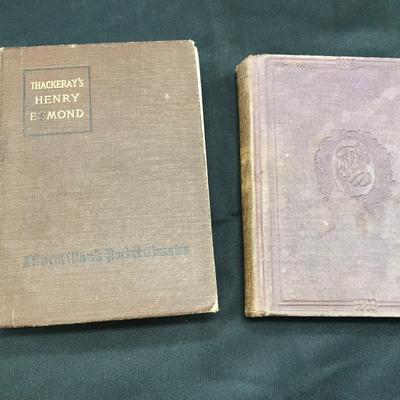 THACKERAY'S
HENRY
ESMOND
Macmillan's Pocket Classics